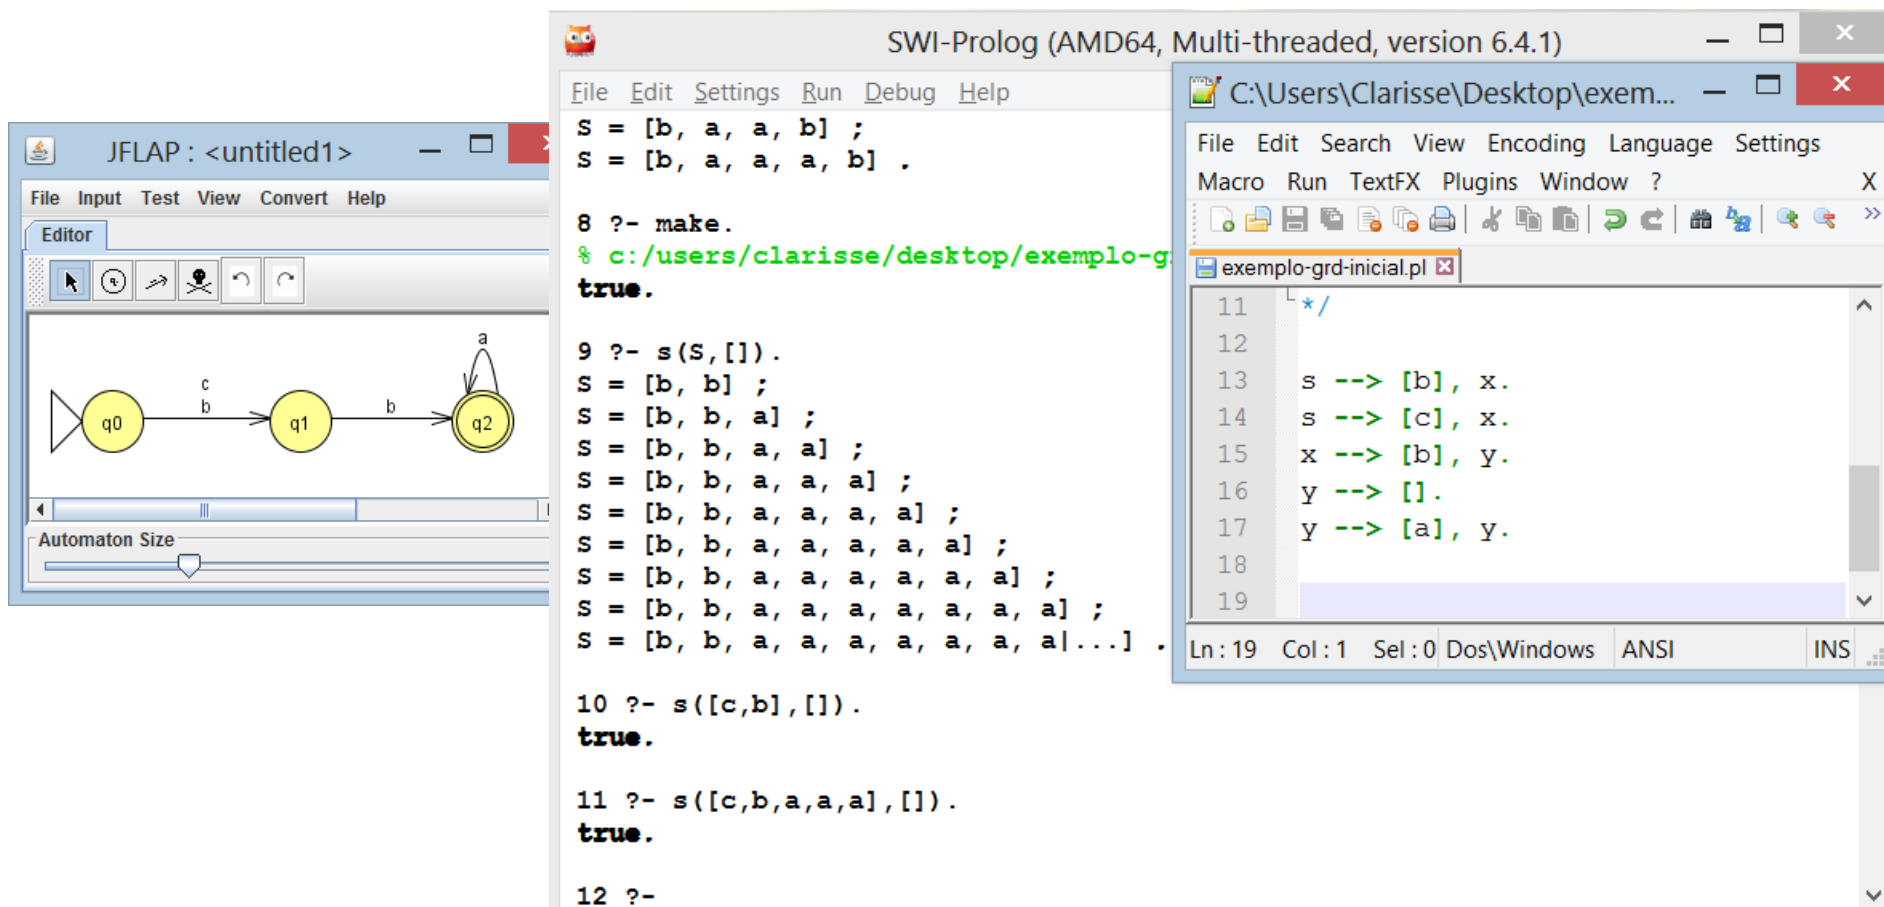 JFLAP : <untitled1>
File Input Test View Convert Help
Editor
q
a
c
b
b
q0
q1
q2
Automaton Size
SWI-Prolog (AMD64, Multi-threaded, version 6.4.1)
File Edit Settings Run Debug Help
S = [b, a, a, b] ;
S = [b, a, a, a, b] .
8 ?- make.
% c:/users/clarisse/desktop/exemplo-g
true.
9 ?- s(S,[]).
S = [b, b] ;
S = [b, b, a] ;
S = [b, b, a, a] ;
S = [b, b, a, a, a] ;
S = [b, b, a, a, a, a] ;
S = [b, b, a, a, a, a, a] ;
S = [b, b, a, a, a, a, a, a] ;
S = [b, b, a, a, a, a, a, a, a] ;
S = [b, b, a, a, a, a, a, a, a|...] .
10 ?- s([c,b],[]).
true.
11 ?- s([c,b,a,a,a],[]).
true.
12 ?-
C:\Users\Clarisse\Desktop\exem...
File Edit Search View Encoding Language Settings
Macro Run TextFX Plugins Window ? X
exemplo-grd-inicial.pl
11 */
12
13 s --> [b], x.
14 s --> [c], x.
15 x --> [b], y.
16 y --> [].
17 y --> [a], y.
18
19
Ln : 19 Col : 1 Sel : 0 Dos\Windows ANSI INS